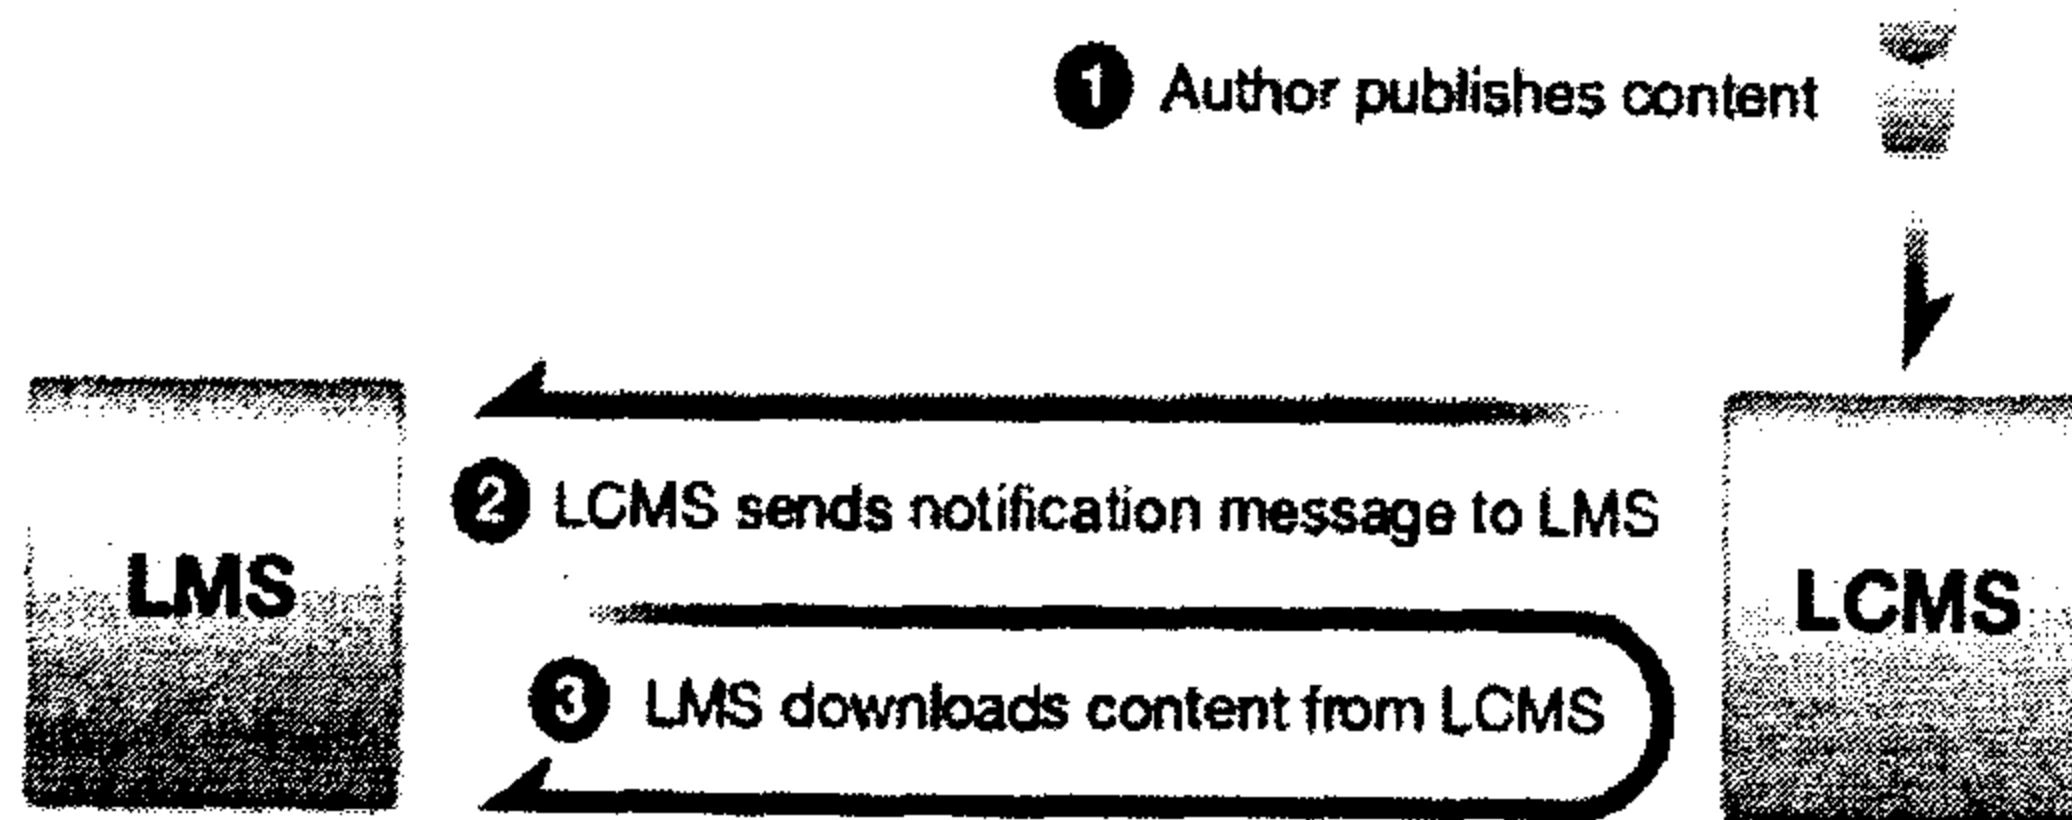 1 Author publishes content
2 LCMS sends notification message to LMS
LMS
LCMS
3 LMS downloads content from LCMS